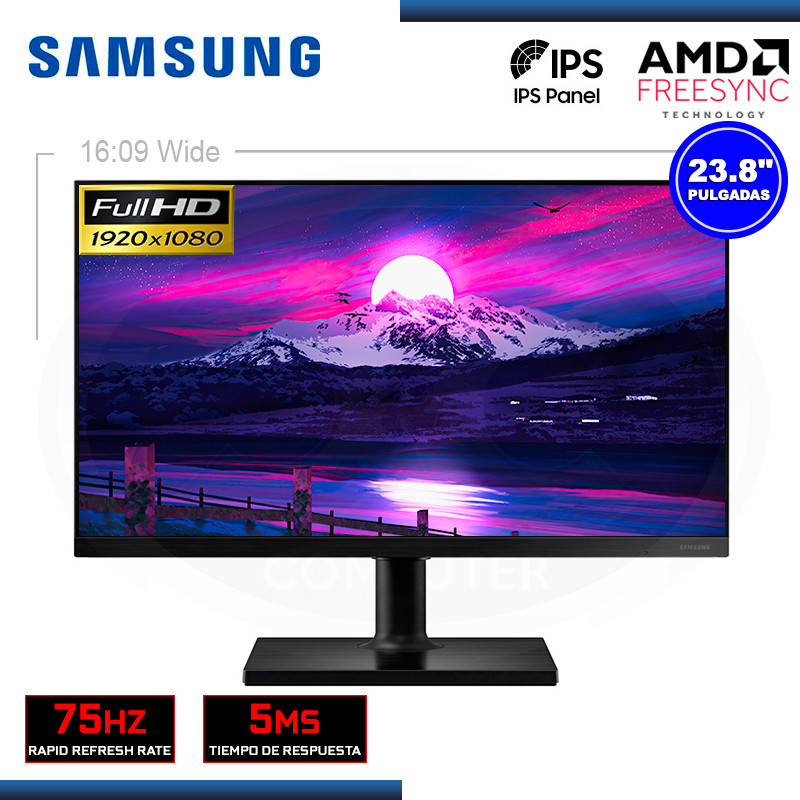 SAMSUNG
IPS
IPS Panel
AMD
FREESYNC
TECHNOLOGY
16:09 Wide
23.8"
PULGADAS
Full HD
1920x1080
SAMSUNG
COMPUTER
75HZ
RAPID REFRESH RATE
5MS
TIEMPO DE RESPUESTA